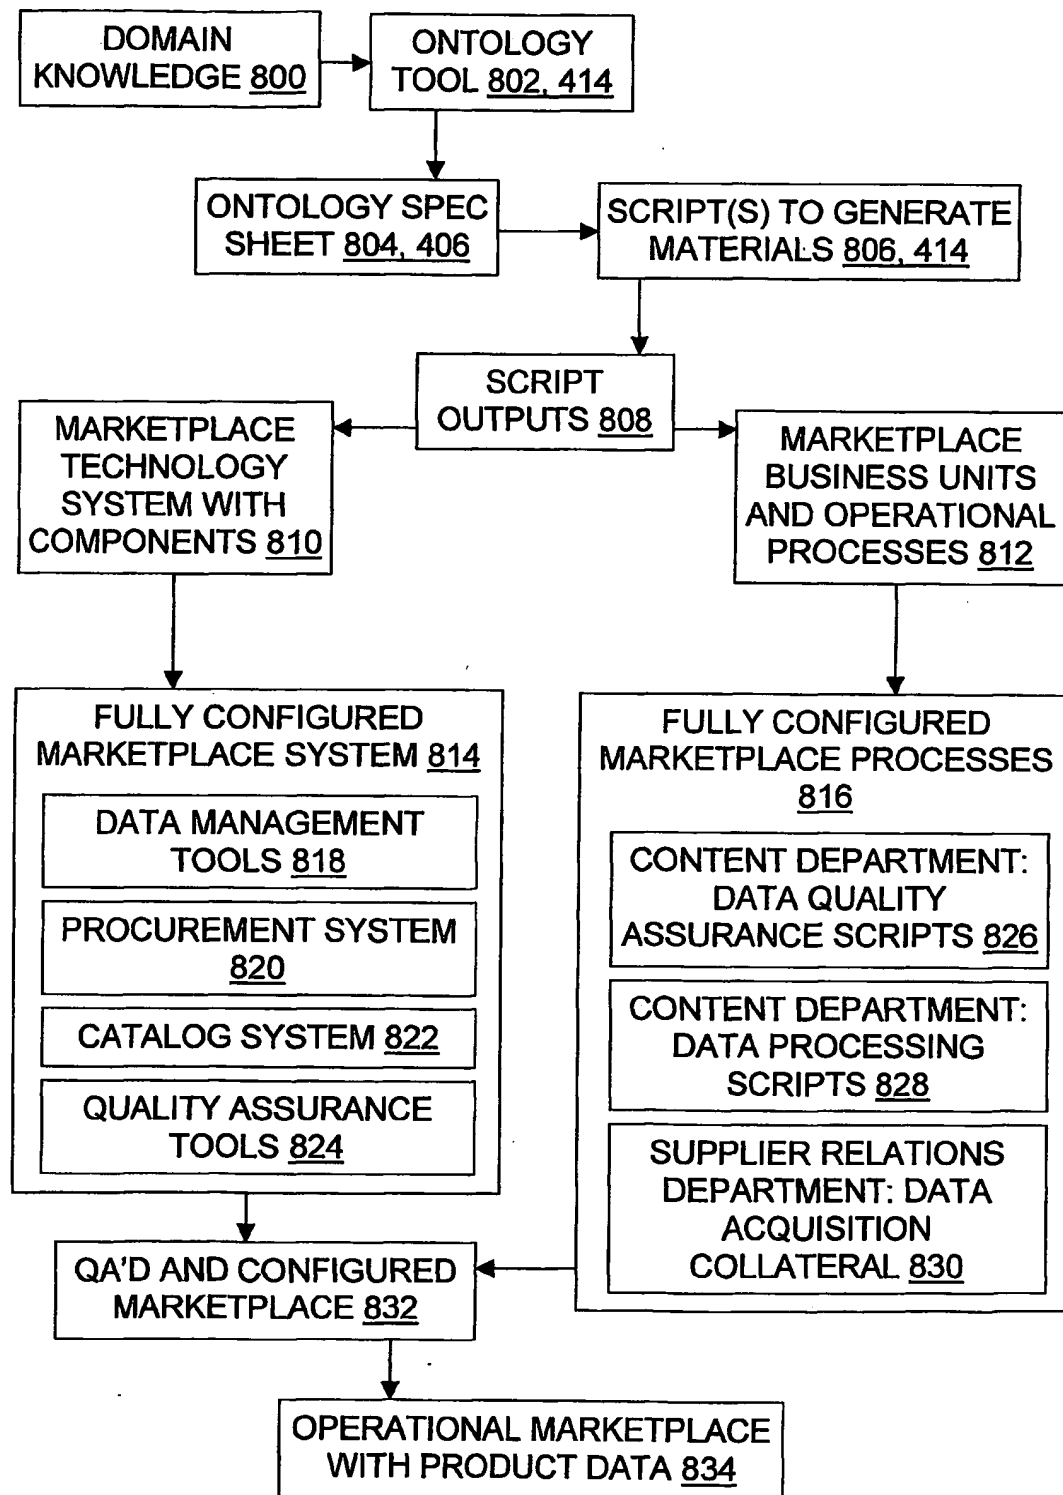 DOMAIN
KNOWLEDGE 800
ONTOLOGY
TOOL 802, 414
ONTOLOGY SPEC
SHEET 804, 406
SCRIPT(S) TO GENERATE
MATERIALS 806, 414
SCRIPT
OUTPUTS 808
MARKETPLACE
TECHNOLOGY
SYSTEM WITH
COMPONENTS 810
MARKETPLACE
BUSINESS UNITS
AND OPERATIONAL
PROCESSES 812
FULLY CONFIGURED
MARKETPLACE SYSTEM 814
DATA MANAGEMENT
TOOLS 818
PROCUREMENT SYSTEM
820
CATALOG SYSTEM 822
QUALITY ASSURANCE
TOOLS 824
FULLY CONFIGURED
MARKETPLACE PROCESSES
816
CONTENT DEPARTMENT:
DATA QUALITY
ASSURANCE SCRIPTS 826
CONTENT DEPARTMENT:
DATA PROCESSING
SCRIPTS 828
SUPPLIER RELATIONS
DEPARTMENT: DATA
ACQUISITION
COLLATERAL 830
QA'D AND CONFIGURED
MARKETPLACE 832
OPERATIONAL MARKETPLACE
WITH PRODUCT DATA 834